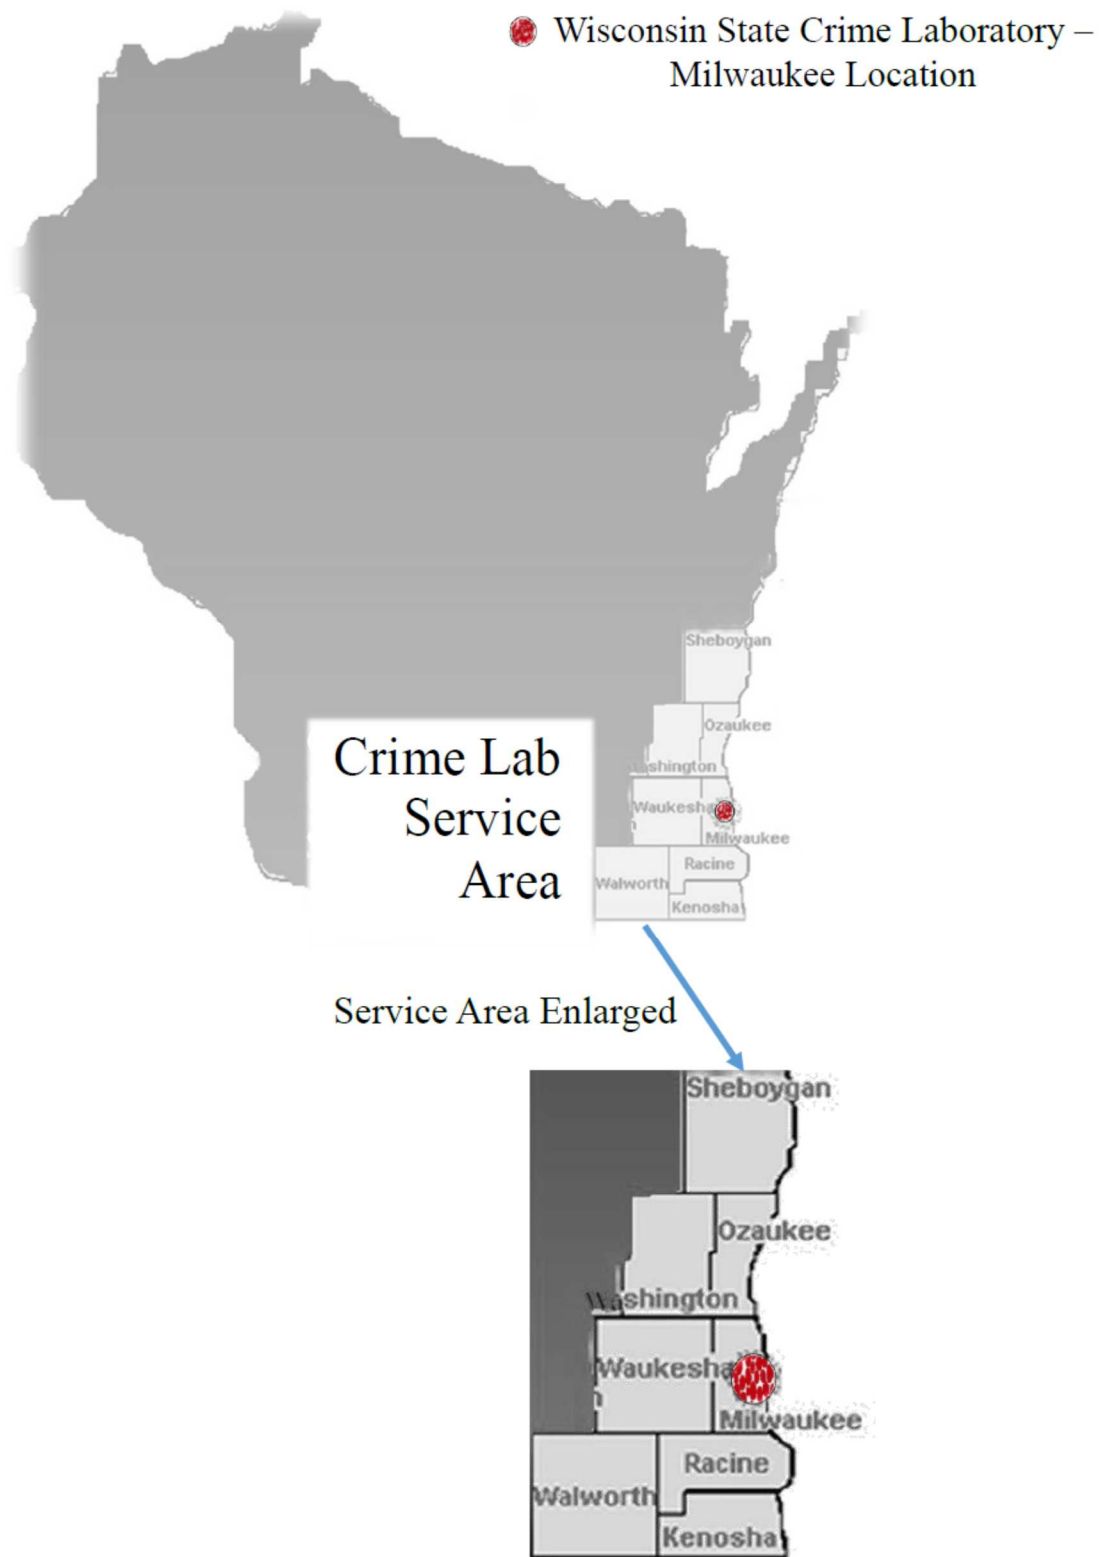 Wisconsin State Crime Laboratory –
Milwaukee Location
Sheboygan
Ozaukee
Washington
Waukesha
Milwaukee
Racine
Walworth
Kenosha
Crime Lab
Service
Area
Service Area Enlarged
Sheboygan
Ozaukee
Washington
Waukesha
Milwaukee
Racine
Walworth
Kenosha